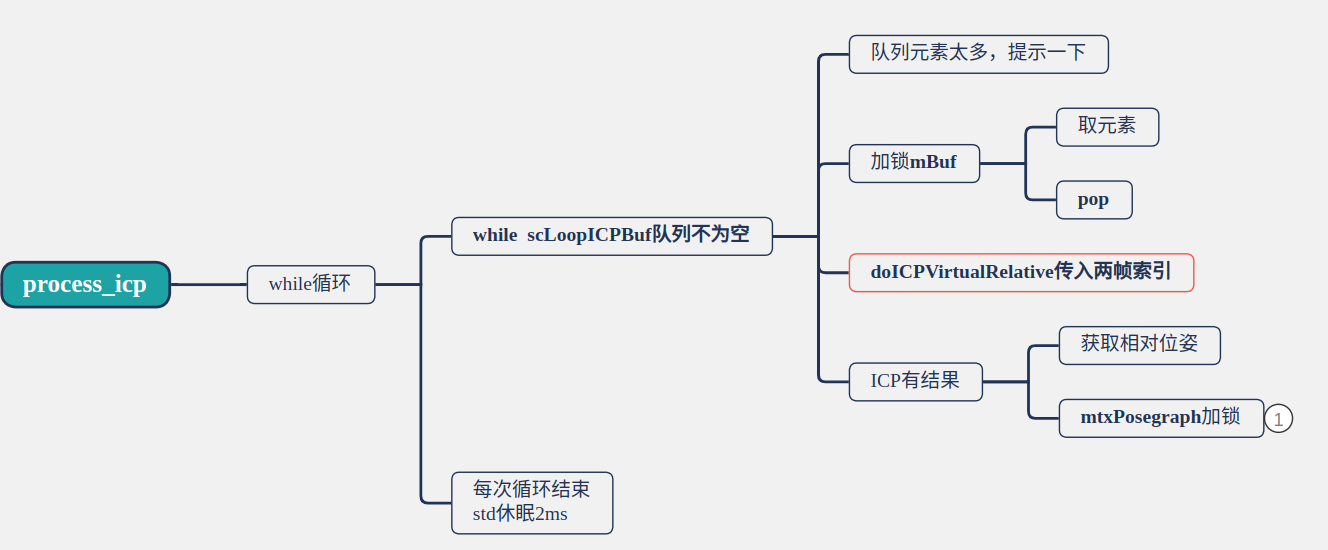 process_icp
while循环
while  scLoopICPBuf队列不为空
队列元素太多，提示一下
加锁mBuf
取元素
pop
doICPVirtualRelative传入两帧索引
ICP有结果
获取相对位姿
mtxPosegraph加锁
1
每次循环结束
std休眠2ms